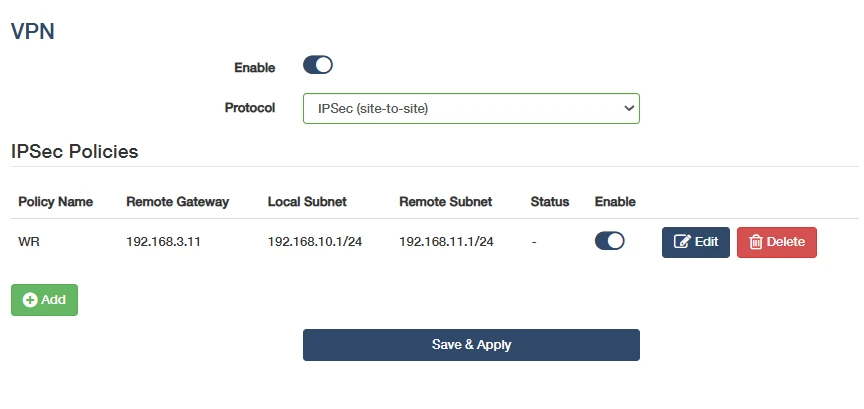 VPN
Enable
Protocol IPSec (site-to-site)
IPSec Policies
Policy Name Remote Gateway Local Subnet Remote Subnet Status Enable
WR 192.168.3.11 192.168.10.1/24 192.168.11.1/24 - Edit Delete
Add
Save & Apply